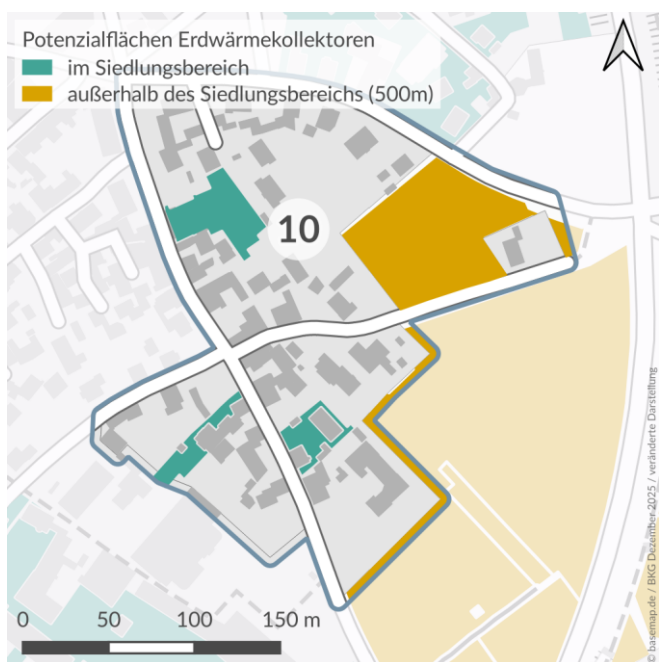 Potenzialflächen Erdwärmekollektoren
im Siedlungsbereich
außerhalb des Siedlungsbereichs (500m)
10
0 50 100 150 m
© basemap.de / BKG Dezember 2025 / veränderte Darstellung